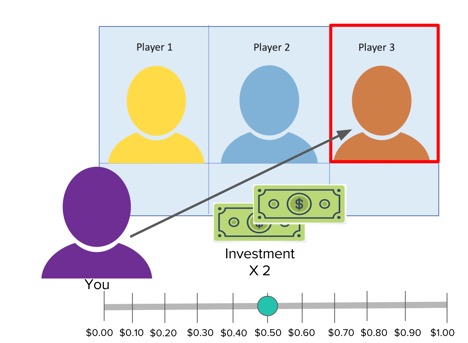 Player 1 Player 2 Player 3
$
Investment
X 2
You
$0.00 $0.10 $0.20 $0.30 $0.40 $0.50 $0.60 $0.70 $0.80 $0.90 $1.00